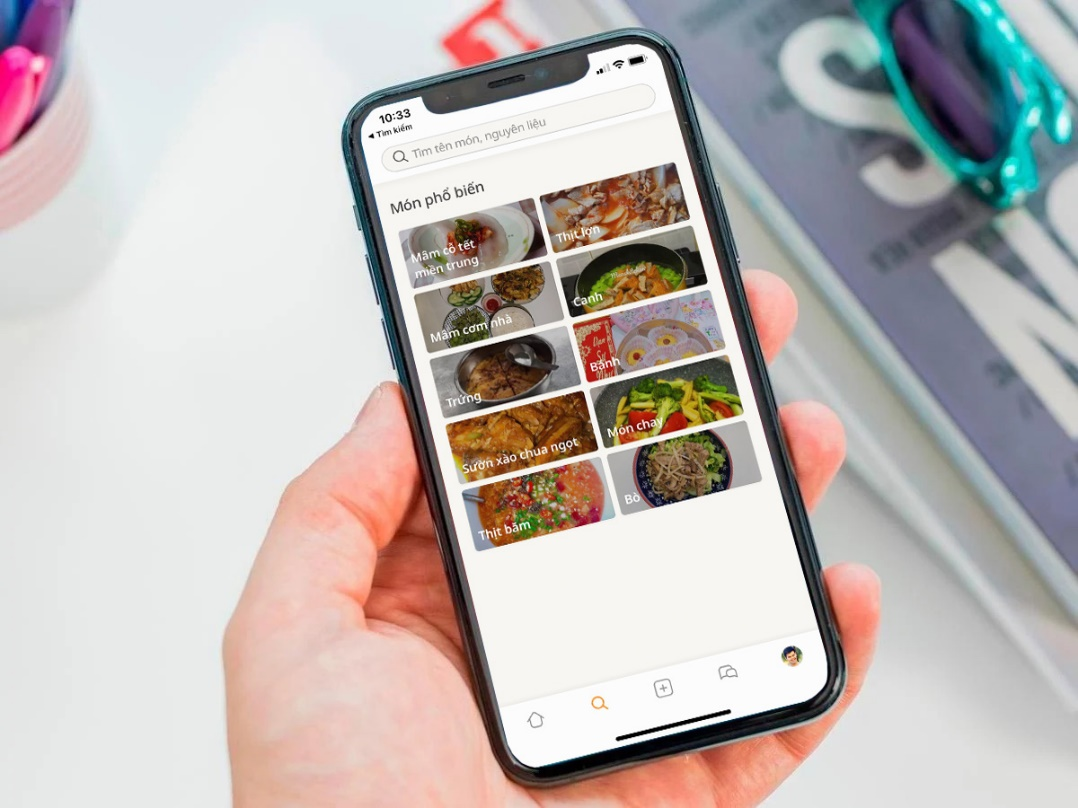 10:33
◀ Tìm kiếm
Tìm tên món, nguyên liệu
Món phổ biến
Mâm cỗ tết
miền trung
Thịt lợn
Mâm cơm nhà
Canh
Trứng
Bánh
Sườn xào chua ngọt
Món chay
Thịt băm
Bò